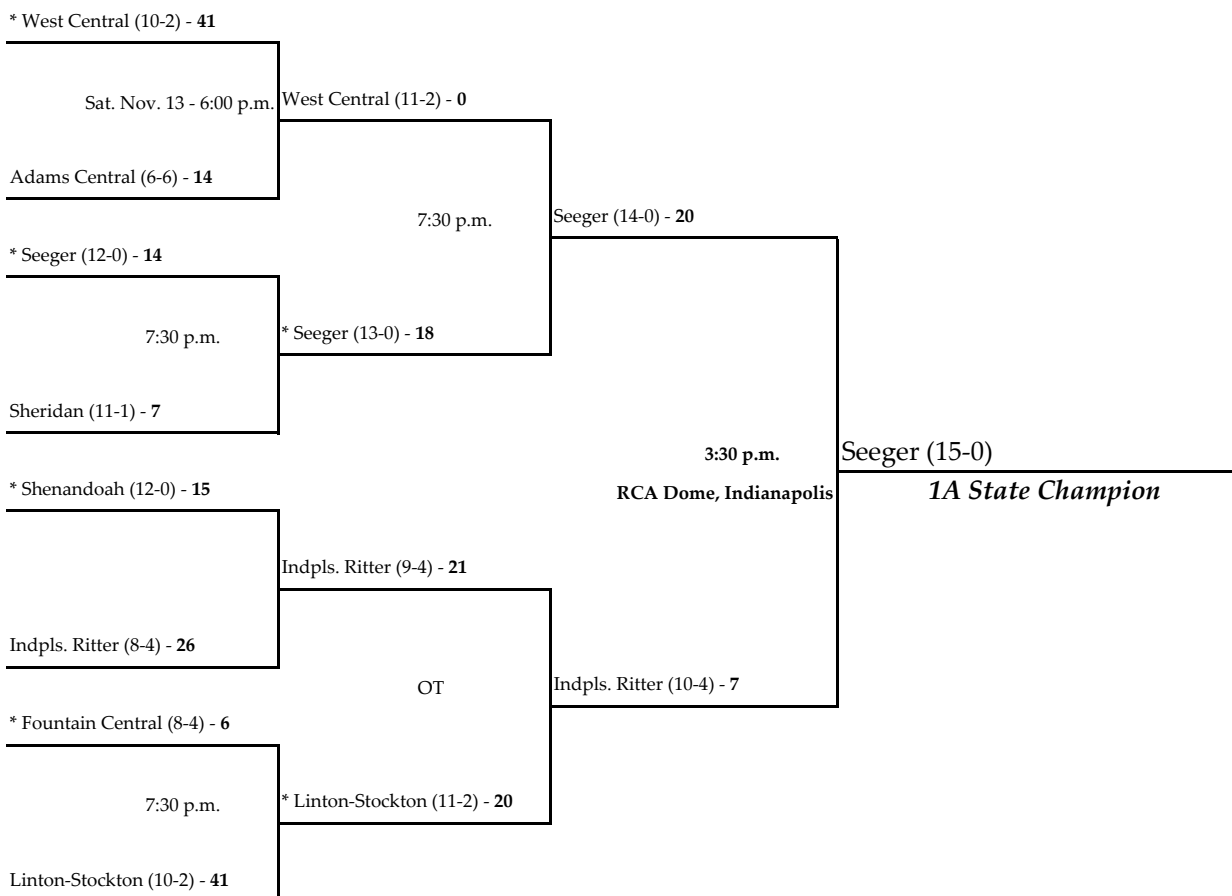 * West Central (10-2) - 41
Sat. Nov. 13 - 6:00 p.m.
West Central (11-2) - 0
Adams Central (6-6) - 14
7:30 p.m.
Seeger (14-0) - 20
* Seeger (12-0) - 14
7:30 p.m.
* Seeger (13-0) - 18
Sheridan (11-1) - 7
3:30 p.m.
RCA Dome, Indianapolis
Seeger (15-0)
1A State Champion
* Shenandoah (12-0) - 15
Indpls. Ritter (9-4) - 21
Indpls. Ritter (8-4) - 26
OT
Indpls. Ritter (10-4) - 7
* Fountain Central (8-4) - 6
7:30 p.m.
* Linton-Stockton (11-2) - 20
Linton-Stockton (10-2) - 41